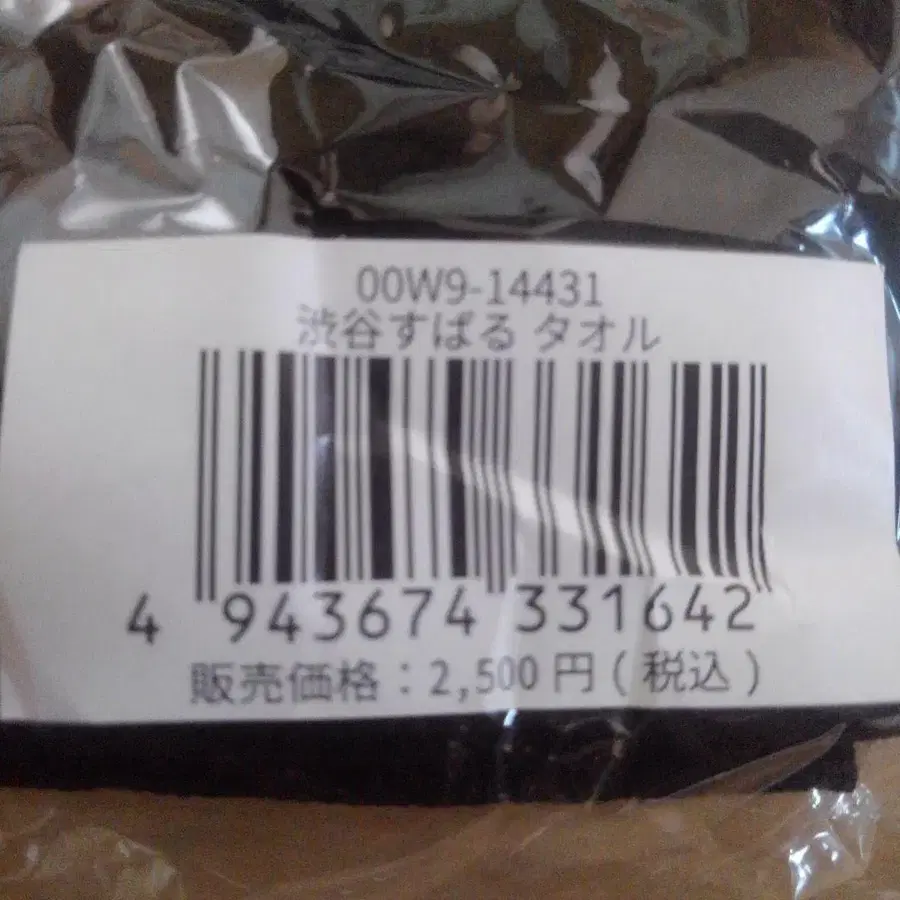 00W9-14431
渋谷すばる タオル
4 943674 331642
販売価格：2,500円(税込)